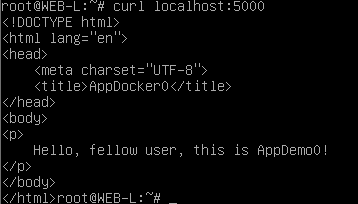 root@WEB-L:~# curl localhost:5000
<!DOCTYPE html>
<html lang="en">
<head>
    <meta charset="UTF-8">
    <title>AppDocker0</title>
</head>
<body>
<p>
    Hello, fellow user, this is AppDemo0!
</p>
</body>
</html>root@WEB-L:~# _